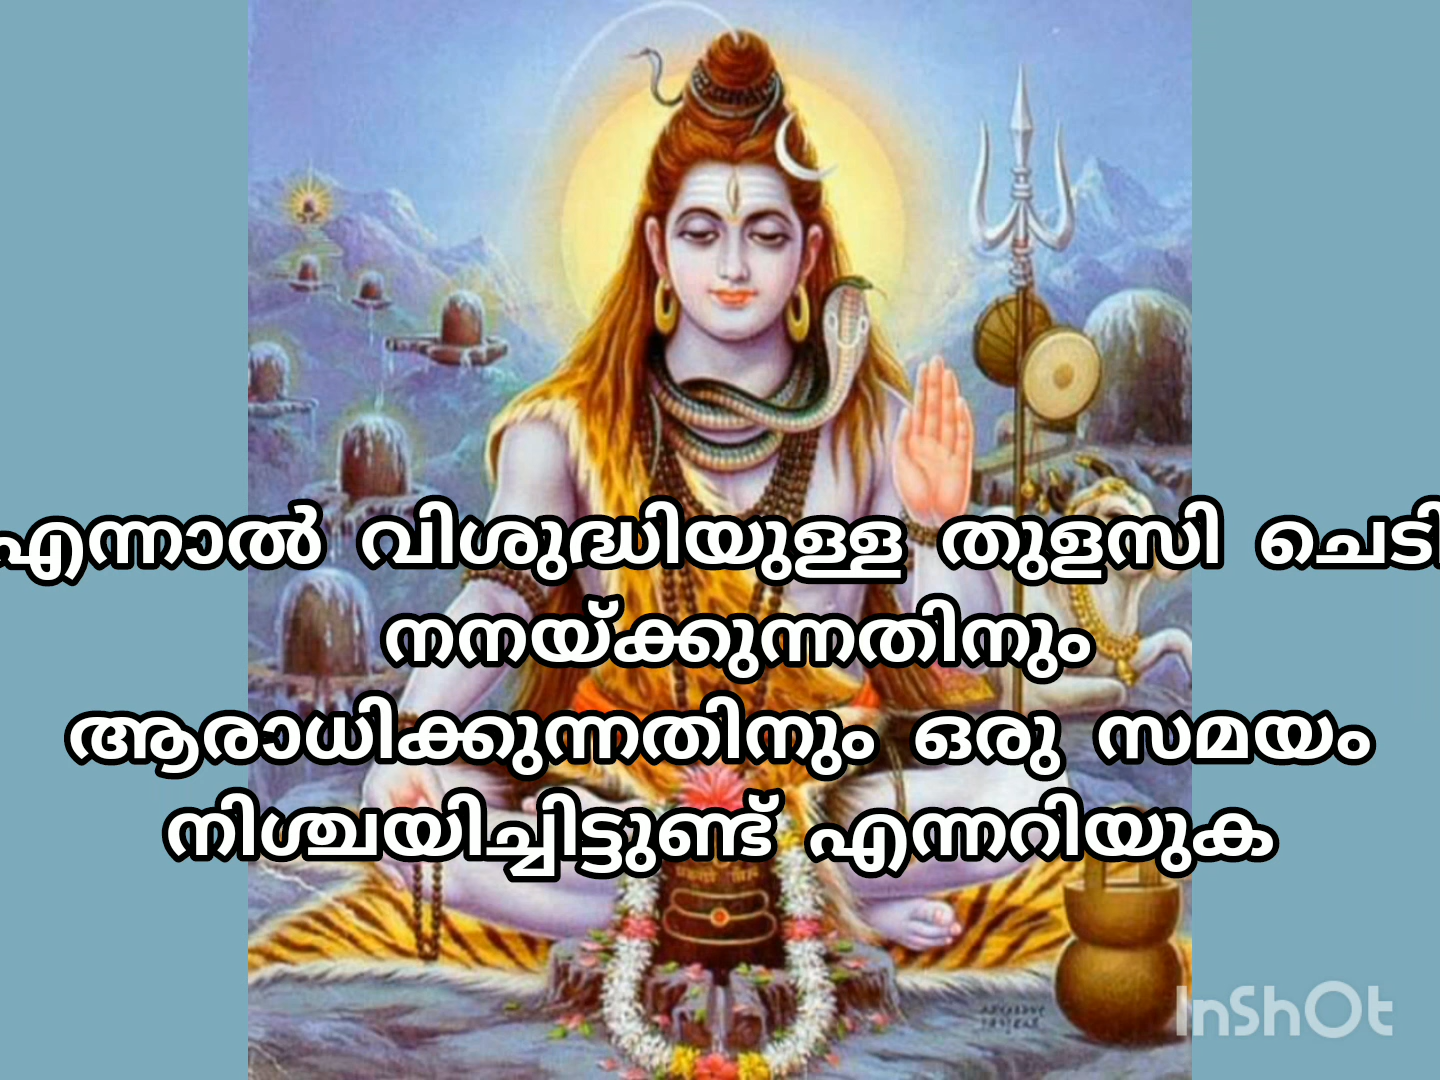 എന്നാൽ വിശുദ്ധിയുള്ള തുളസി ചെടി
നനയ്ക്കുന്നതിനും
ആരാധിക്കുന്നതിനും ഒരു സമയം
നിശ്ചയിച്ചിട്ടുണ്ട് എന്നറിയുക
InShOt